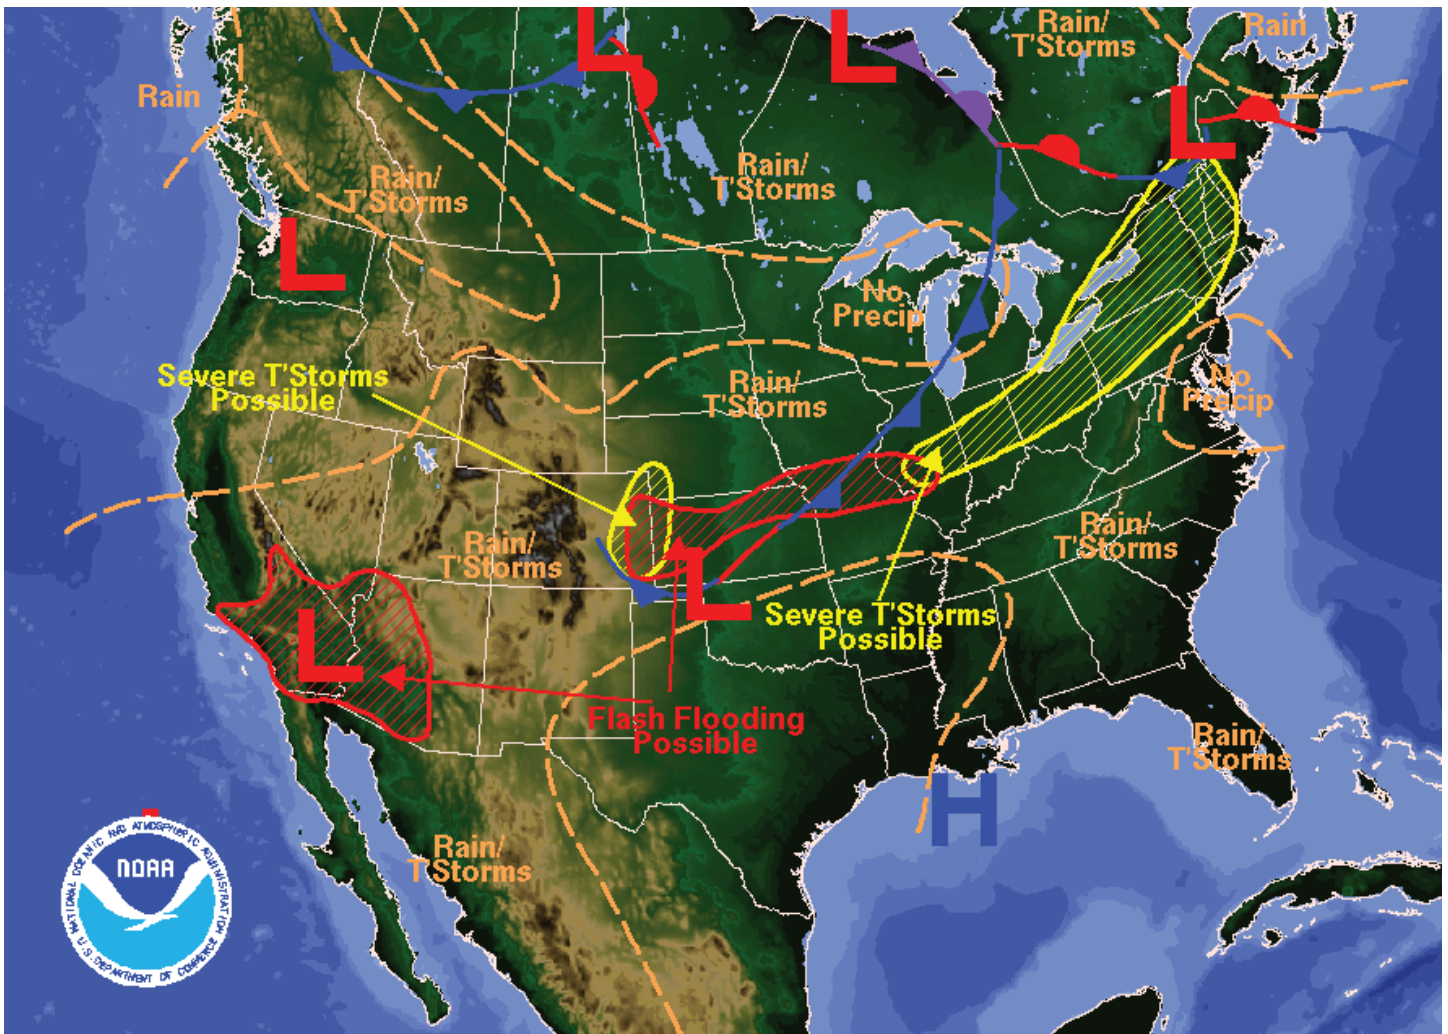 Rain/
T'Storms
Rain
Rain
Rain/
T'Storms
Rain/
T'Storms
No
Precip
Severe T'Storms
Possible
Rain/
T'Storms
No
Precip
Rain/
T'Storms
Rain/
T'Storms
Severe T'Storms
Possible
Flash Flooding
Possible
Rain/
T'Storms
Rain/
T'Storms
L
L
L
L
L
L
H
NOAA
NATIONAL OCEANIC AND ATMOSPHERIC ADMINISTRATION
U.S. DEPARTMENT OF COMMERCE